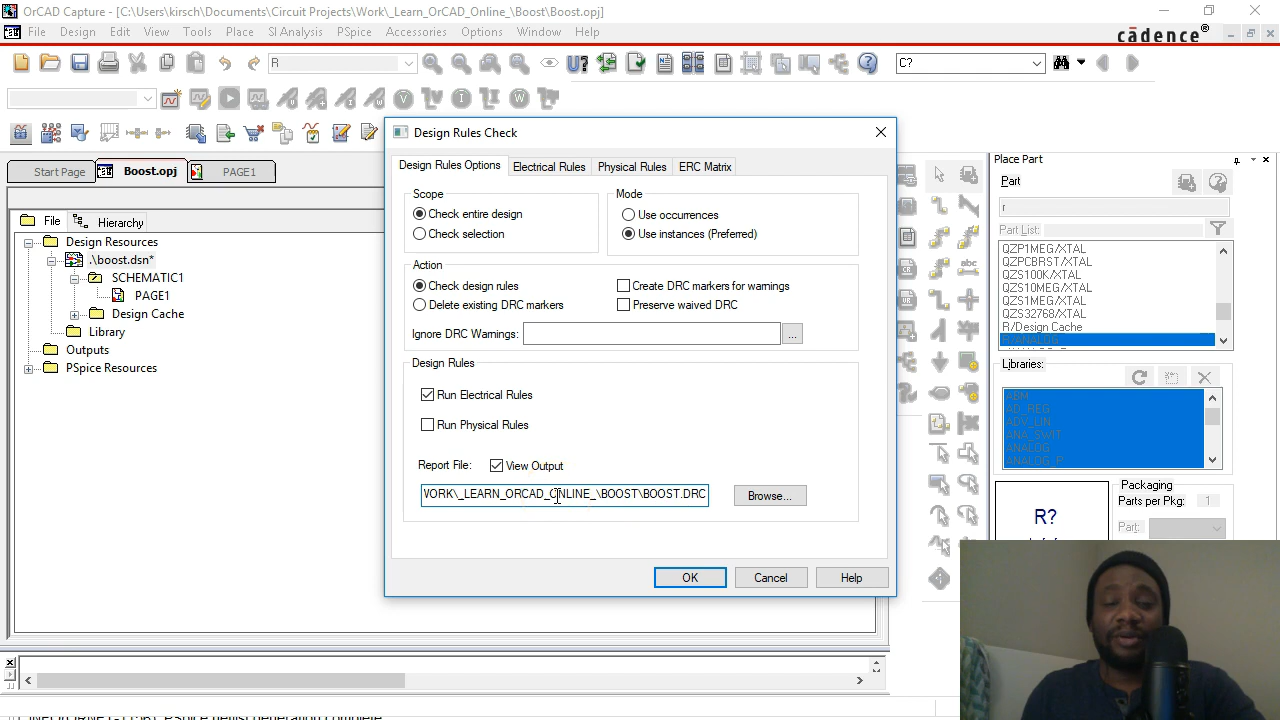 OrCAD Capture - [C:\Users\kirsch\Documents\Circuit Projects\Work\_Learn_OrCAD_Online_\Boost\Boost.opj]
File Design Edit View Tools Place SI Analysis PSpice Accessories Options Window Help
cādence®
R
U?
C?
Start Page
Boost.opj
PAGE1
File
Hierarchy
Design Resources
.\boost.dsn*
SCHEMATIC1
PAGE1
Design Cache
Library
Outputs
PSpice Resources
Design Rules Check
Design Rules Options
Electrical Rules
Physical Rules
ERC Matrix
Scope
Check entire design
Check selection
Mode
Use occurrences
Use instances (Preferred)
Action
Check design rules
Delete existing DRC markers
Create DRC markers for warnings
Preserve waived DRC
Ignore DRC Warnings:
...
Design Rules
Run Electrical Rules
Run Physical Rules
Report File:
View Output
VORK\_LEARN_ORCAD_ONLINE_\BOOST\BOOST.DRC
Browse...
OK
Cancel
Help
Place Part
Part
r
Part List:
QZP1MEG/XTAL
QZPCBRST/XTAL
QZS100K/XTAL
QZS10MEG/XTAL
QZS1MEG/XTAL
QZS32768/XTAL
R/Design Cache
R/ANALOG
Libraries:
ABM
AD_REG
ADV_LIN
ANA_SWIT
ANALOG
ANALOG_P
Packaging
Parts per Pkg: 1
Part:
R?
PSpice netlist generation complete